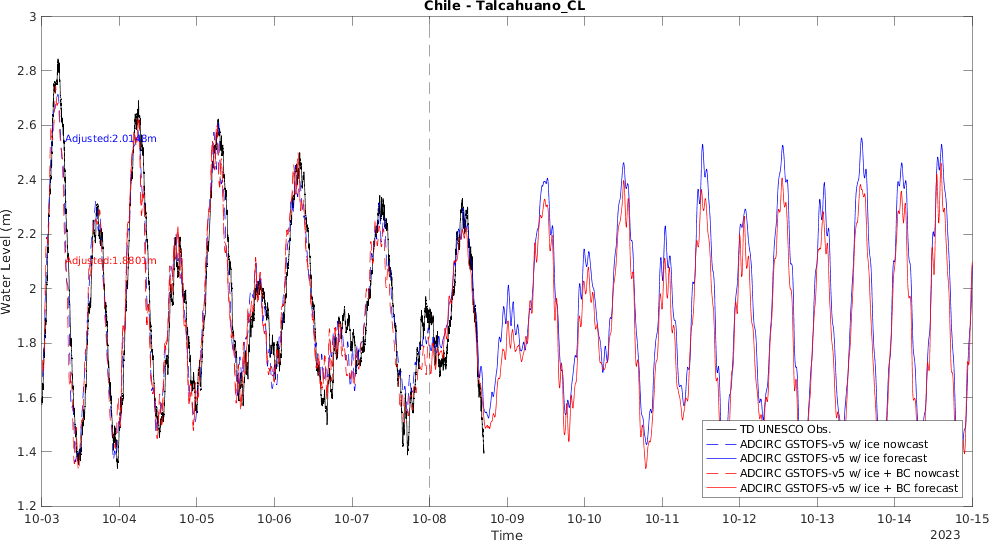 Chile - Talcahuano_CL
3
2.8
2.6
2.4
2.2
2
1.8
1.6
1.4
1.2
Water Level (m)
Adjusted:2.0148m
Adjusted:1.8801m
TD UNESCO Obs.
ADCIRC GSTOFS-v5 w/ ice nowcast
ADCIRC GSTOFS-v5 w/ ice forecast
ADCIRC GSTOFS-v5 w/ ice + BC nowcast
ADCIRC GSTOFS-v5 w/ ice + BC forecast
10-03 10-04 10-05 10-06 10-07 10-08 10-09 10-10 10-11 10-12 10-13 10-14 10-15
Time
2023